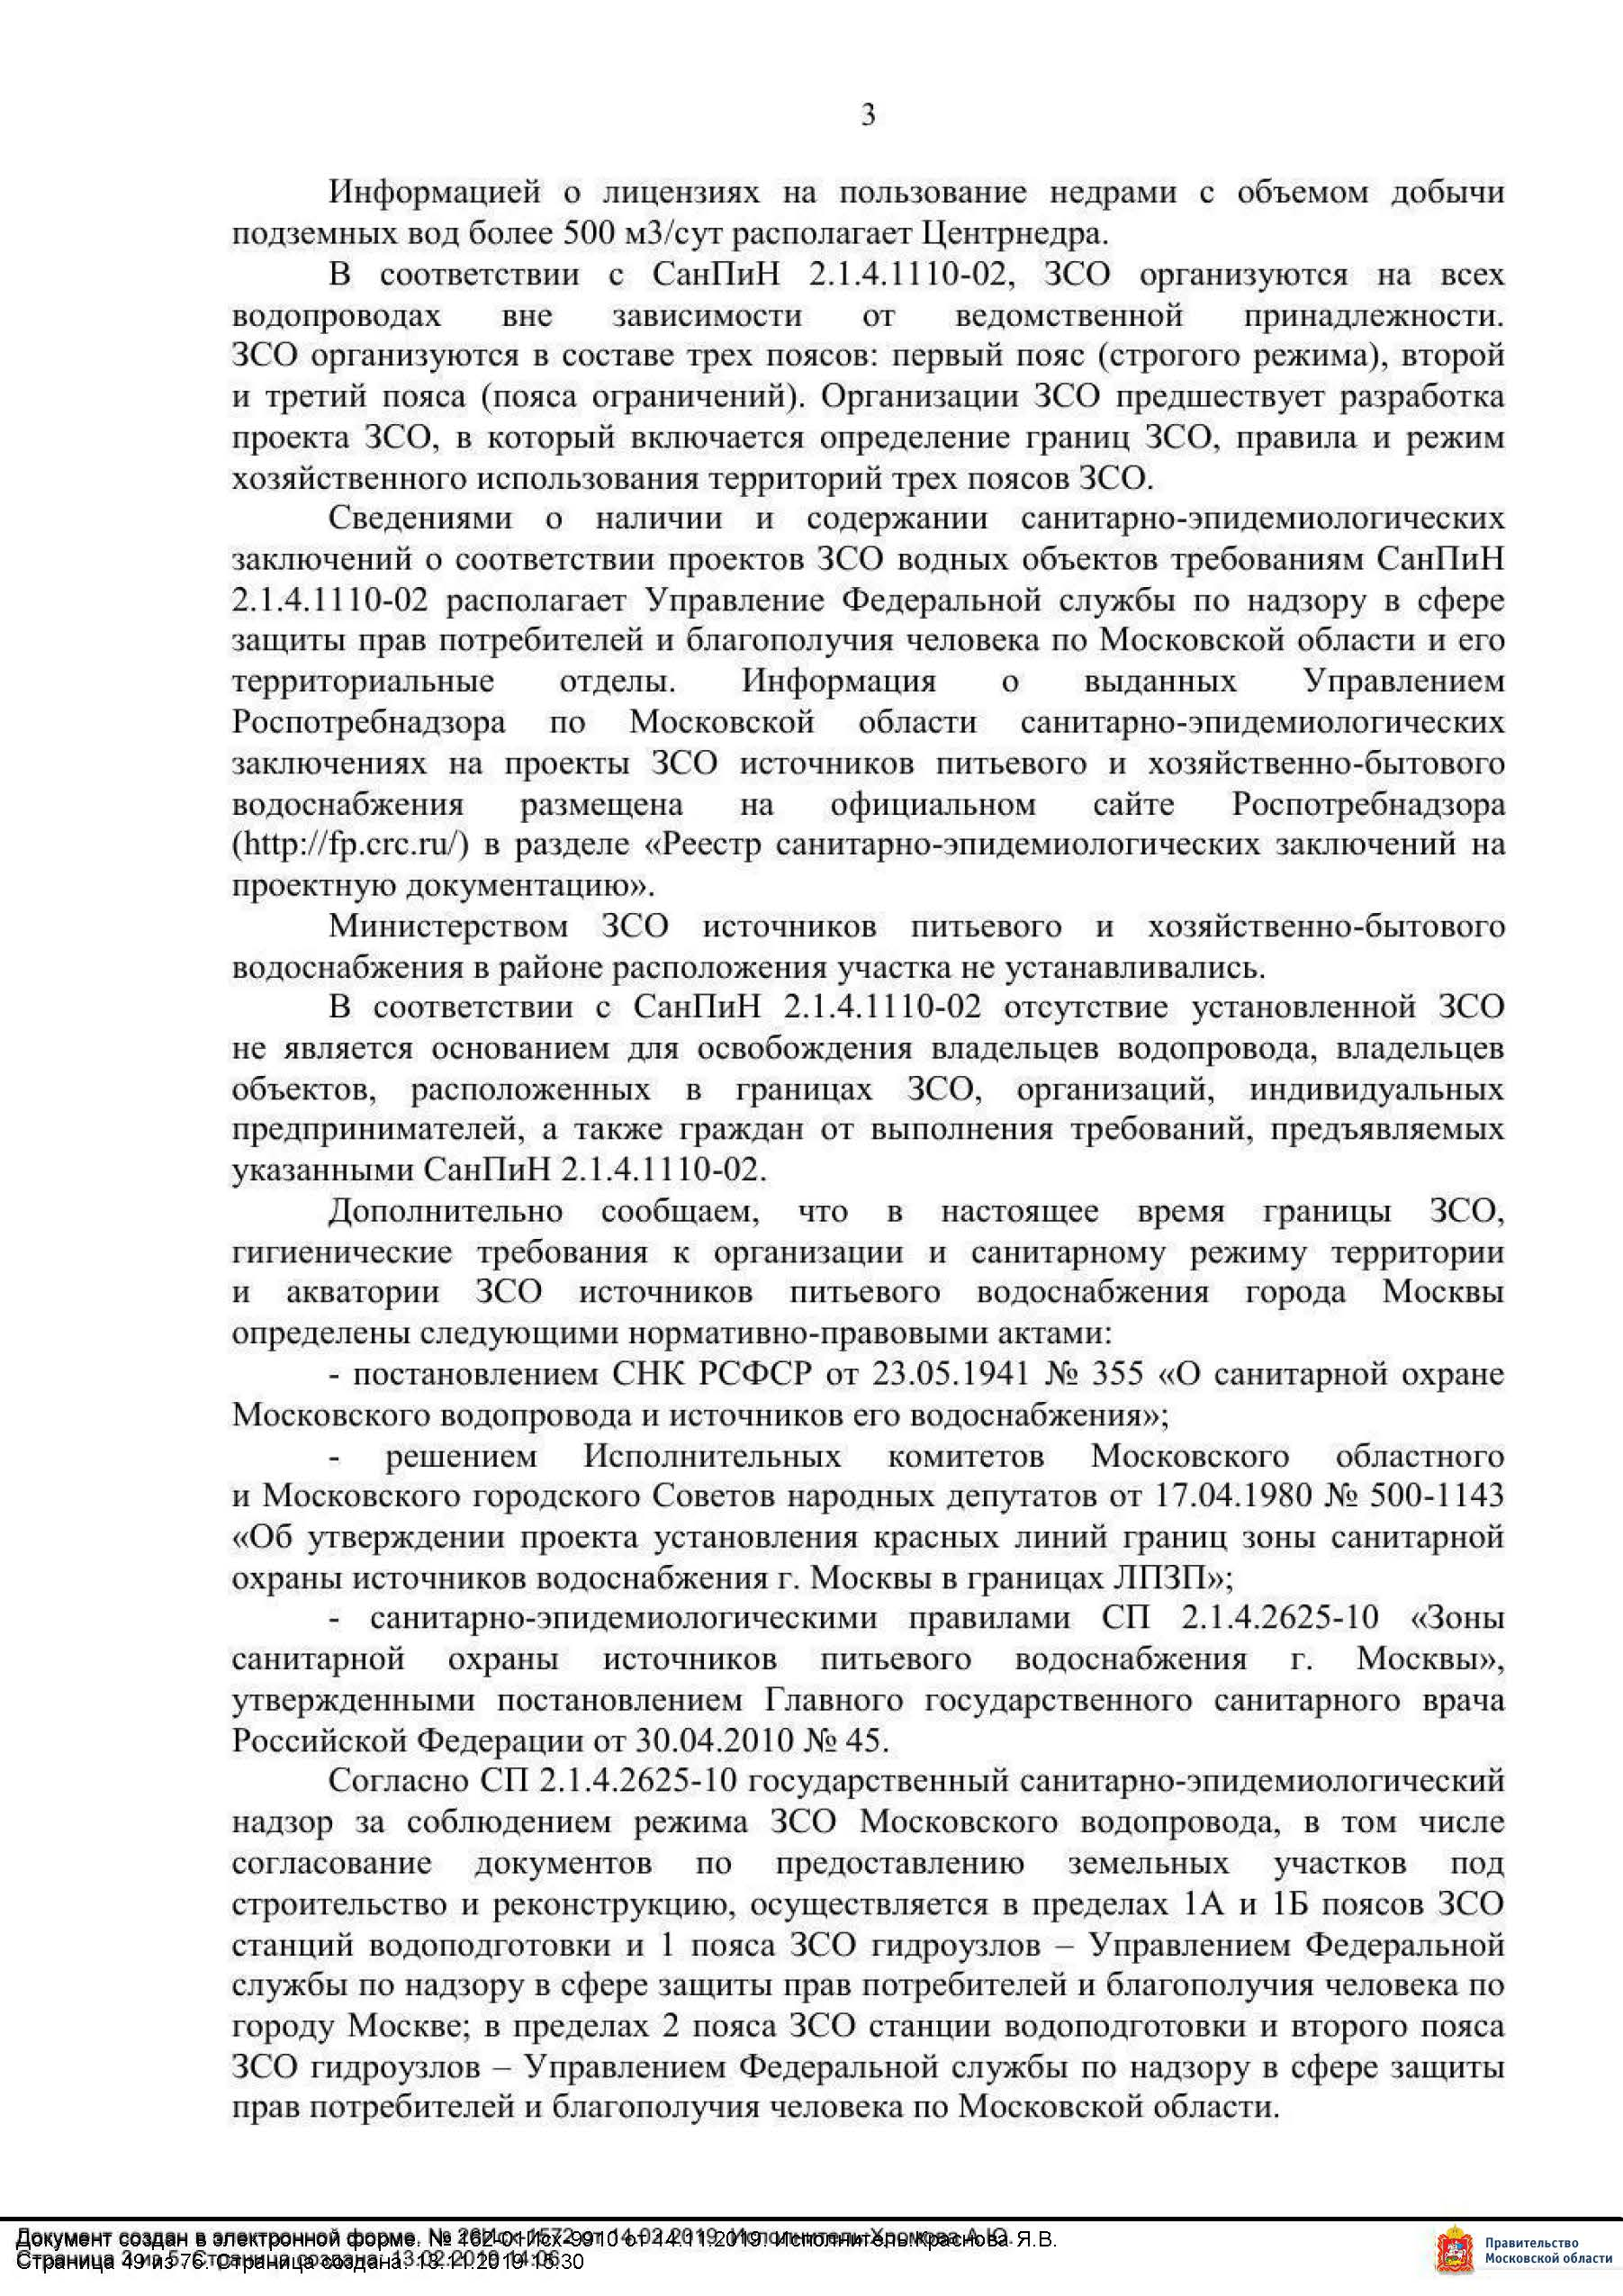 3
Информацией о лицензиях на пользование недрами с объемом добычи
подземных вод более 500 м3/сут располагает Центрнедра.
В соответствии с СанПиН 2.1.4.1110-02, ЗСО организуются на всех
водопроводах вне зависимости от ведомственной принадлежности.
ЗСО организуются в составе трех поясов: первый пояс (строгого режима), второй
и третий пояса (пояса ограничений). Организации ЗСО предшествует разработка
проекта ЗСО, в который включается определение границ ЗСО, правила и режим
хозяйственного использования территорий трех поясов ЗСО.
Сведениями о наличии и содержании санитарно-эпидемиологических
заключений о соответствии проектов ЗСО водных объектов требованиям СанПиН
2.1.4.1110-02 располагает Управление Федеральной службы по надзору в сфере
защиты прав потребителей и благополучия человека по Московской области и его
территориальные отделы. Информация о выданных Управлением
Роспотребнадзора по Московской области санитарно-эпидемиологических
заключениях на проекты ЗСО источников питьевого и хозяйственно-бытового
водоснабжения размещена на официальном сайте Роспотребнадзора
(http://fp.crc.ru/) в разделе «Реестр санитарно-эпидемиологических заключений на
проектную документацию».
Министерством ЗСО источников питьевого и хозяйственно-бытового
водоснабжения в районе расположения участка не устанавливались.
В соответствии с СанПиН 2.1.4.1110-02 отсутствие установленной ЗСО
не является основанием для освобождения владельцев водопровода, владельцев
объектов, расположенных в границах ЗСО, организаций, индивидуальных
предпринимателей, а также граждан от выполнения требований, предъявляемых
указанными СанПиН 2.1.4.1110-02.
Дополнительно сообщаем, что в настоящее время границы ЗСО,
гигиенические требования к организации и санитарному режиму территории
и акватории ЗСО источников питьевого водоснабжения города Москвы
определены следующими нормативно-правовыми актами:
- постановлением СНК РСФСР от 23.05.1941 № 355 «О санитарной охране
Московского водопровода и источников его водоснабжения»;
- решением Исполнительных комитетов Московского областного
и Московского городского Советов народных депутатов от 17.04.1980 № 500-1143
«Об утверждении проекта установления красных линий границ зоны санитарной
охраны источников водоснабжения г. Москвы в границах ЛПЗП»;
- санитарно-эпидемиологическими правилами СП 2.1.4.2625-10 «Зоны
санитарной охраны источников питьевого водоснабжения г. Москвы»,
утвержденными постановлением Главного государственного санитарного врача
Российской Федерации от 30.04.2010 № 45.
Согласно СП 2.1.4.2625-10 государственный санитарно-эпидемиологический
надзор за соблюдением режима ЗСО Московского водопровода, в том числе
согласование документов по предоставлению земельных участков под
строительство и реконструкцию, осуществляется в пределах 1А и 1Б поясов ЗСО
станций водоподготовки и 1 пояса ЗСО гидроузлов – Управлением Федеральной
службы по надзору в сфере защиты прав потребителей и благополучия человека по
городу Москве; в пределах 2 пояса ЗСО станции водоподготовки и второго пояса
ЗСО гидроузлов – Управлением Федеральной службы по надзору в сфере защиты
прав потребителей и благополучия человека по Московской области.
Документ создан в электронной форме. № Исполнитель Краснова Я.В.
Страница 49 из 76. Страница создана:
Правительство
Московской области